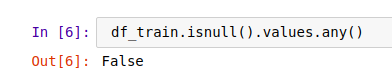 In [6]: df_train.isnull().values.any()
Out[6]: False